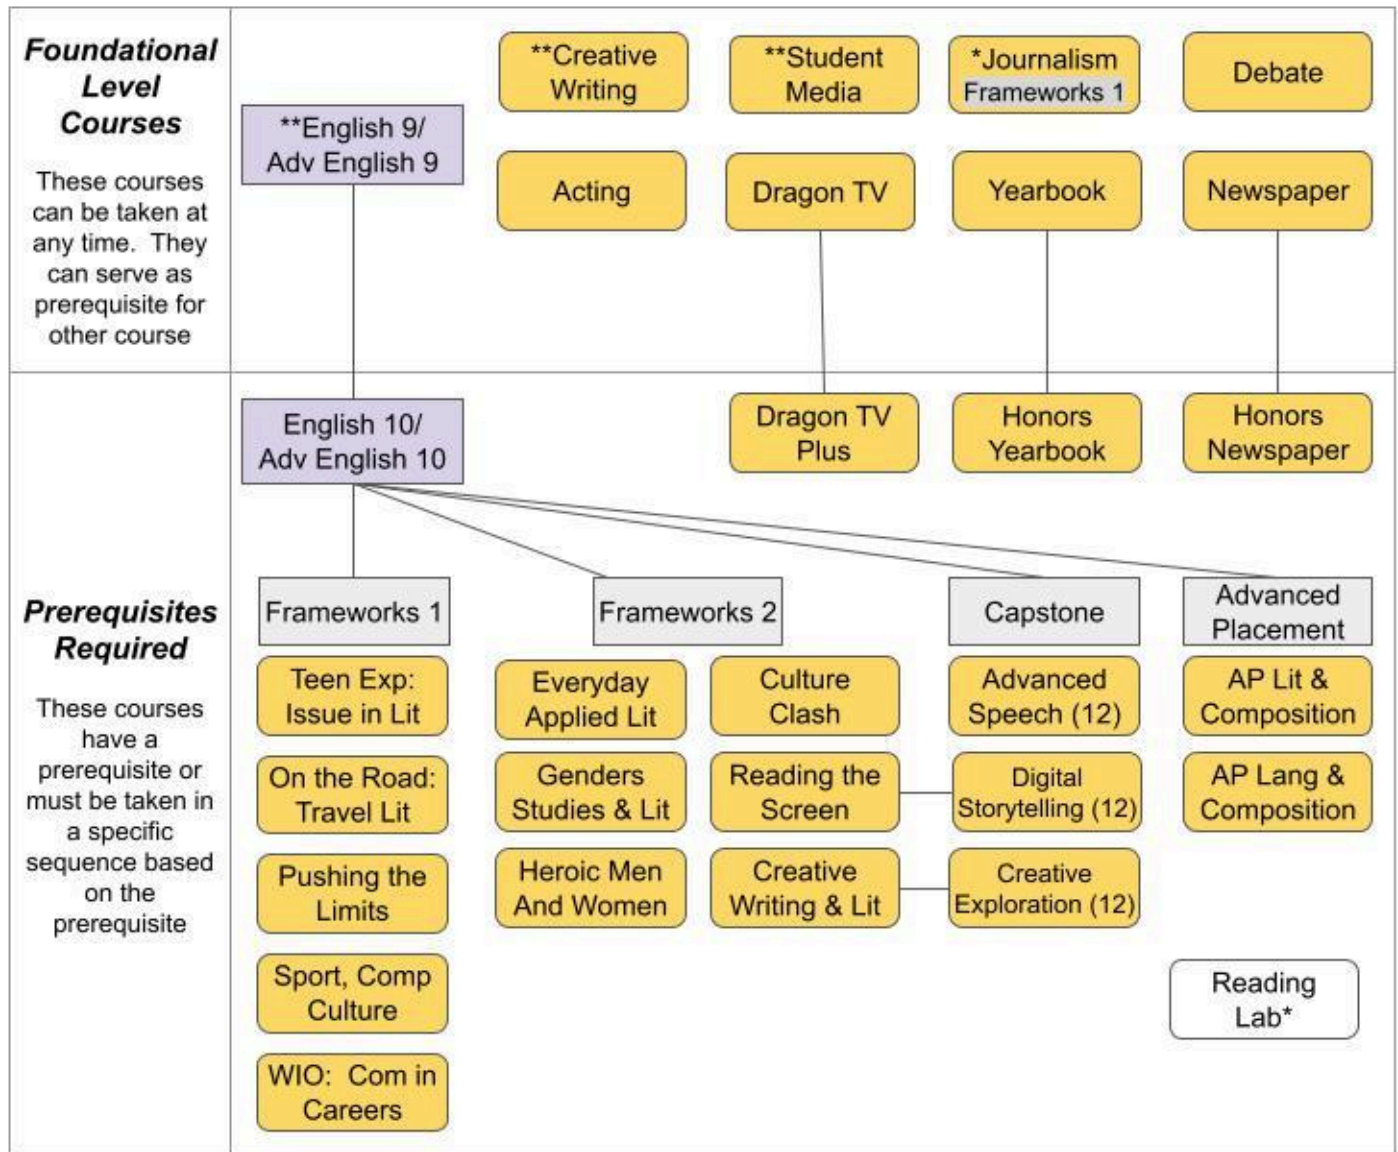 Foundational
Level
Courses
These courses
can be taken at
any time. They
can serve as
prerequisite for
other course
**English 9/
Adv English 9
**Creative
Writing
**Student
Media
*Journalism
Frameworks 1
Debate
Acting
Dragon TV
Yearbook
Newspaper
English 10/
Adv English 10
Dragon TV
Plus
Honors
Yearbook
Honors
Newspaper
Prerequisites
Required
These courses
have a
prerequisite or
must be taken in
a specific
sequence based
on the
prerequisite
Frameworks 1
Teen Exp:
Issue in Lit
On the Road:
Travel Lit
Pushing the
Limits
Sport, Comp
Culture
WIO: Com in
Careers
Frameworks 2
Everyday
Applied Lit
Culture
Clash
Genders
Studies & Lit
Reading the
Screen
Heroic Men
And Women
Creative
Writing & Lit
Capstone
Advanced
Speech (12)
Digital
Storytelling (12)
Creative
Exploration (12)
Advanced
Placement
AP Lit &
Composition
AP Lang &
Composition
Reading
Lab*